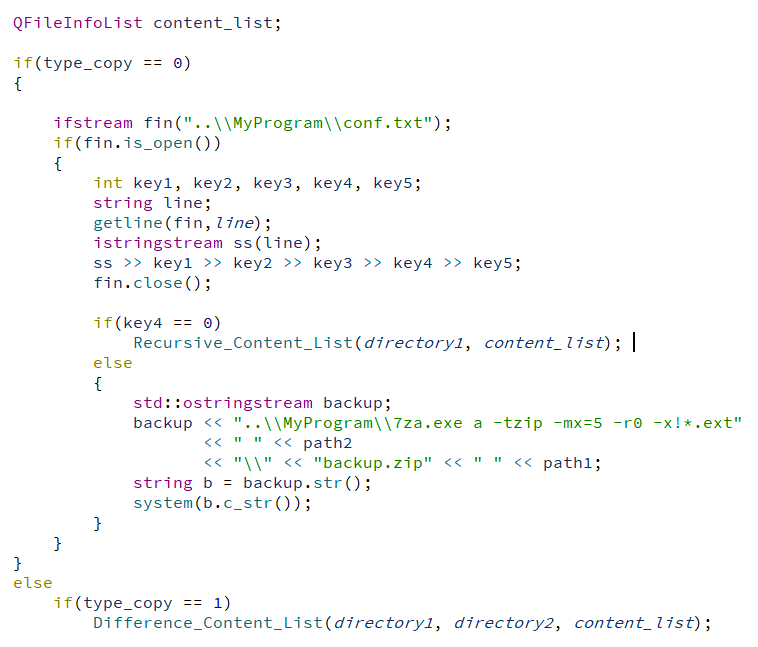 QFileInfoList content_list;
if(type_copy == 0)
{
ifstream fin("..\\MyProgram\\conf.txt");
if(fin.is_open())
{
int key1, key2, key3, key4, key5;
string line;
getline(fin,line);
istringstream ss(line);
ss >> key1 >> key2 >> key3 >> key4 >> key5;
fin.close();
if(key4 == 0)
Recursive_Content_List(directory1, content_list);
else
{
std::ostringstream backup;
backup << "..\\MyProgram\\7za.exe a -tzip -mx=5 -r0 -x!*.ext"
<< " " << path2
<< "\\" << "backup.zip" << " " << path1;
string b = backup.str();
system(b.c_str());
}
}
}
else
if(type_copy == 1)
Difference_Content_List(directory1, directory2, content_list);